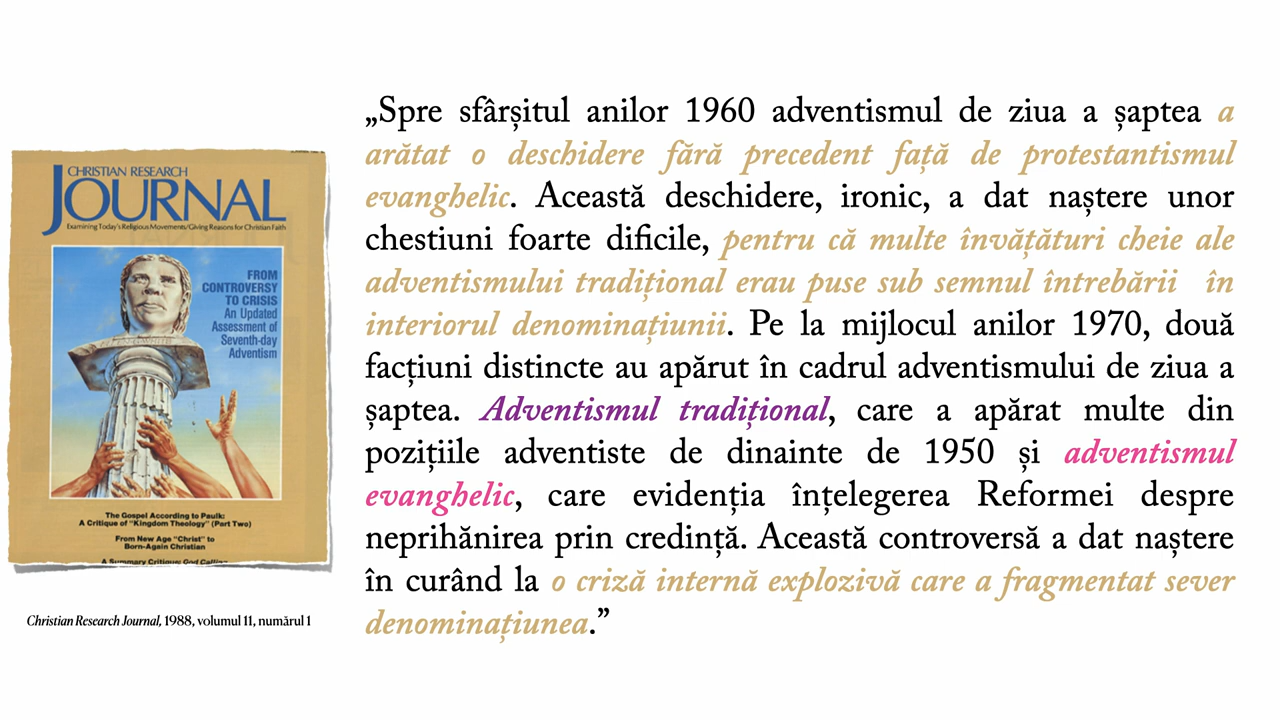 CHRISTIAN RESEARCH
JOURNAL
Examining Today's Religious Movements/Giving Reasons for Christian Faith
FROM
CONTROVERSY
TO CRISIS
An Updated
Assessment of
Seventh-day
Adventism
The Gospel According to Paulk:
A Critique of "Kingdom Theology" (Part Two)
From New Age "Christ" to
Born-Again Christian
A Summary Critique: God Calling
Christian Research Journal, 1988, volumul 11, numărul 1
„Spre sfârșitul anilor 1960 adventismul de ziua a șaptea a
arătat o deschidere fără precedent față de protestantismul
evanghelic. Această deschidere, ironic, a dat naștere unor
chestiuni foarte dificile, pentru că multe învățături cheie ale
adventismului tradițional erau puse sub semnul întrebării în
interiorul denominațiunii. Pe la mijlocul anilor 1970, două
facțiuni distincte au apărut în cadrul adventismului de ziua a
șaptea. Adventismul tradițional, care a apărat multe din
pozițiile adventiste de dinainte de 1950 și adventismul
evanghelic, care evidenția înțelegerea Reformei despre
neprihănirea prin credință. Această controversă a dat naștere
în curând la o criză internă explozivă care a fragmentat sever
denominațiunea.”